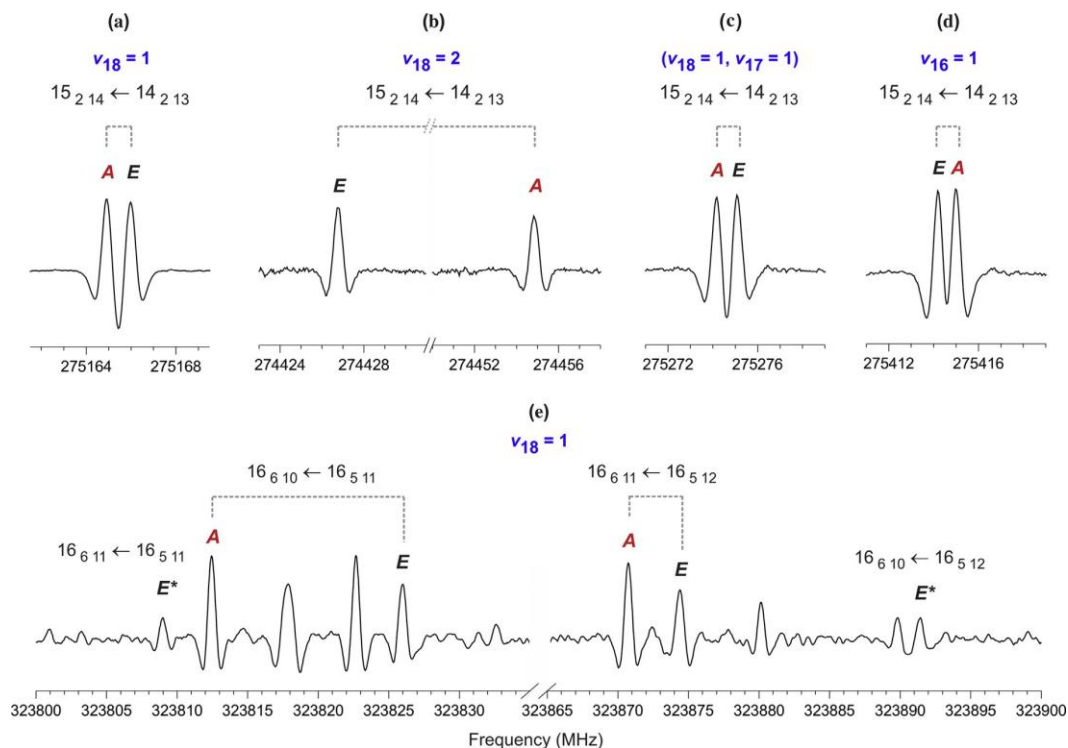 (a) (b) (c) (d)
v18 = 1 v18 = 2 (v18 = 1, v17 = 1) v16 = 1
15 2 14 ← 14 2 13 15 2 14 ← 14 2 13 15 2 14 ← 14 2 13 15 2 14 ← 14 2 13
A E E A A E E A
275164 275168 274424 274428 274452 274456 275272 275276 275412 275416
(e)
v18 = 1
16 6 10 ← 16 5 11 16 6 11 ← 16 5 12
A A
16 6 11 ← 16 5 11 E E 16 6 10 ← 16 5 12
E* E*
323800 323805 323810 323815 323820 323825 323830 323865 323870 323875 323880 323885 323890 323895 323900
Frequency (MHz)